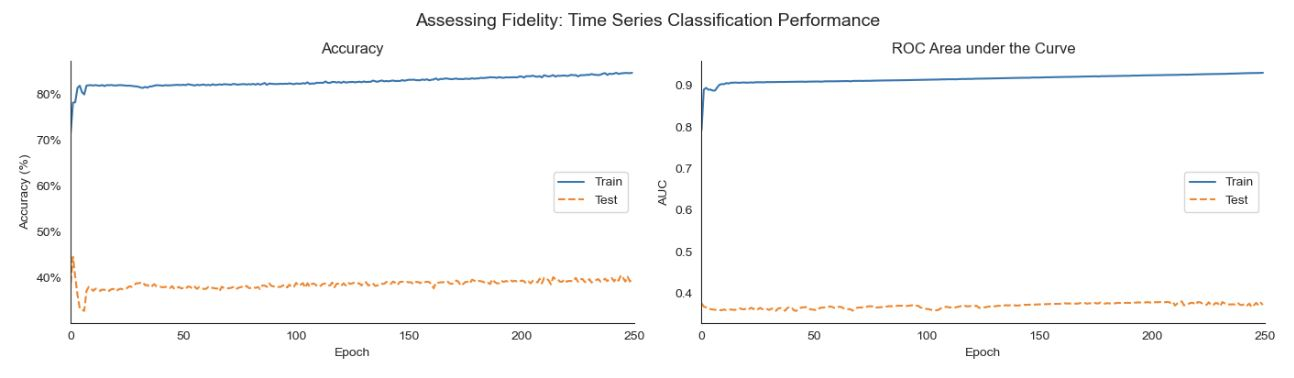 Assessing Fidelity: Time Series Classification Performance
Accuracy
80%
70%
60%
50%
40%
Accuracy (%)
Train
Test
0 50 100 150 200 250
Epoch
ROC Area under the Curve
0.9
0.8
0.7
0.6
0.5
0.4
AUC
Train
Test
0 50 100 150 200 250
Epoch